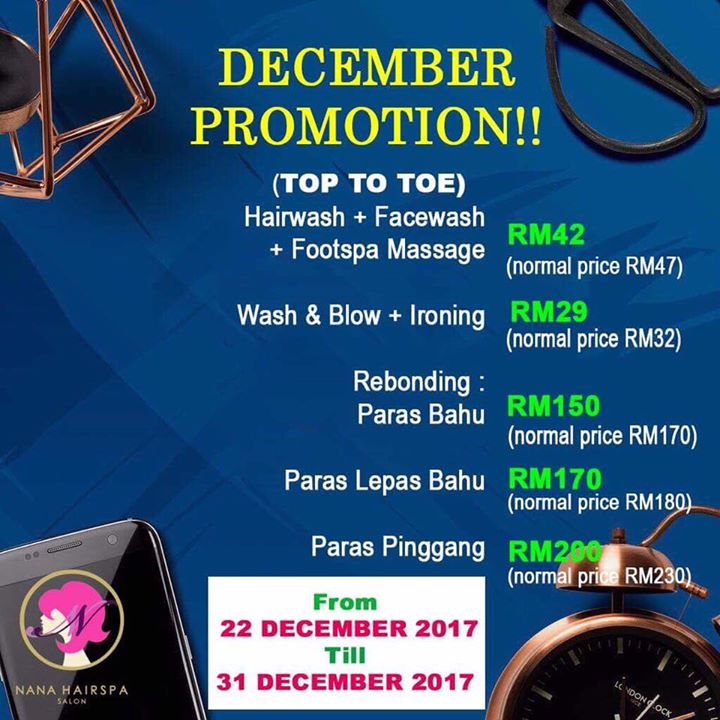 DECEMBER
PROMOTION!!
(TOP TO TOE)
Hairwash + Facewash
+ Footspa Massage
RM42
(normal price RM47)
Wash & Blow + Ironing
RM29
(normal price RM32)
Rebonding :
Paras Bahu
RM150
(normal price RM170)
Paras Lepas Bahu
RM170
(normal price RM180)
Paras Pinggang
RM200
(normal price RM230)
From
22 DECEMBER 2017
Till
31 DECEMBER 2017
N
NANA HAIRSPA
SALON
LONDON CLOCK